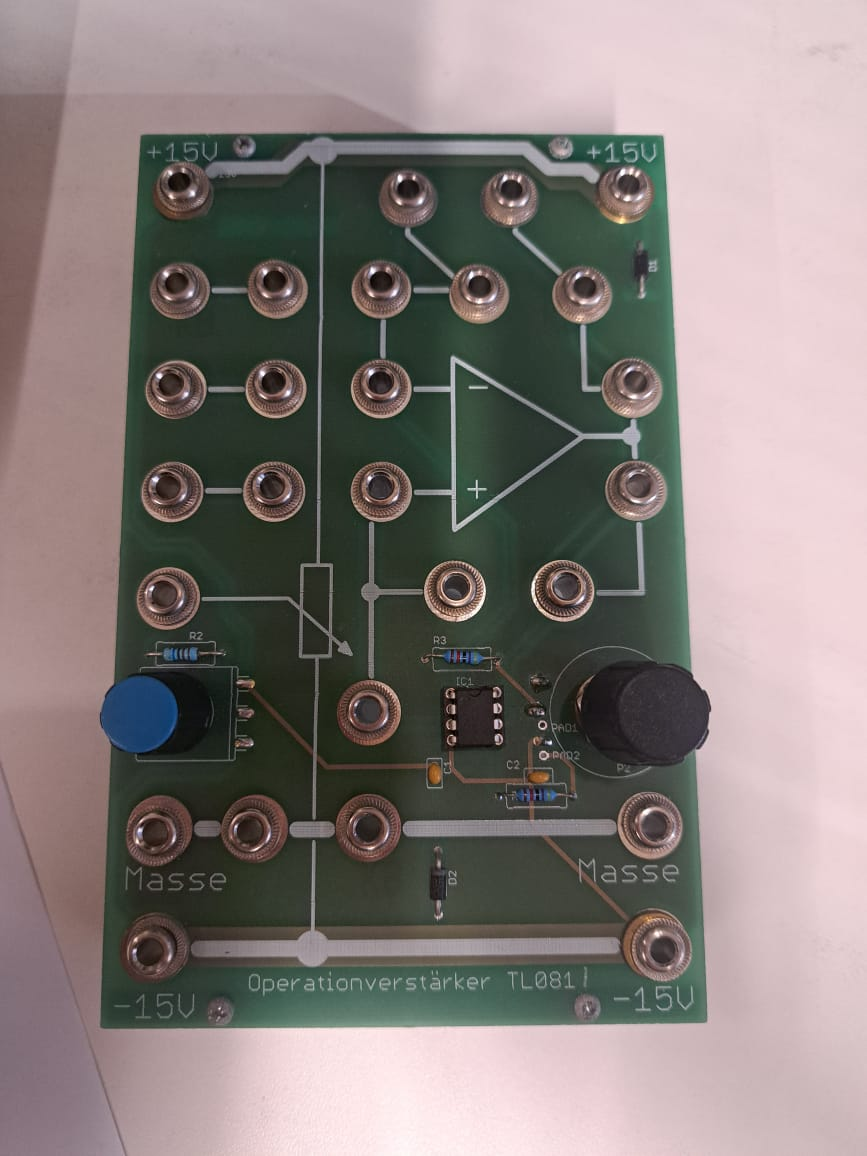 +15V
+15V
D1
−
+
R2
R3
IC1
PAD1
PAD2
P2
C1
C2
Masse
Masse
D2
Operationverstärker TL081
-15V
-15V